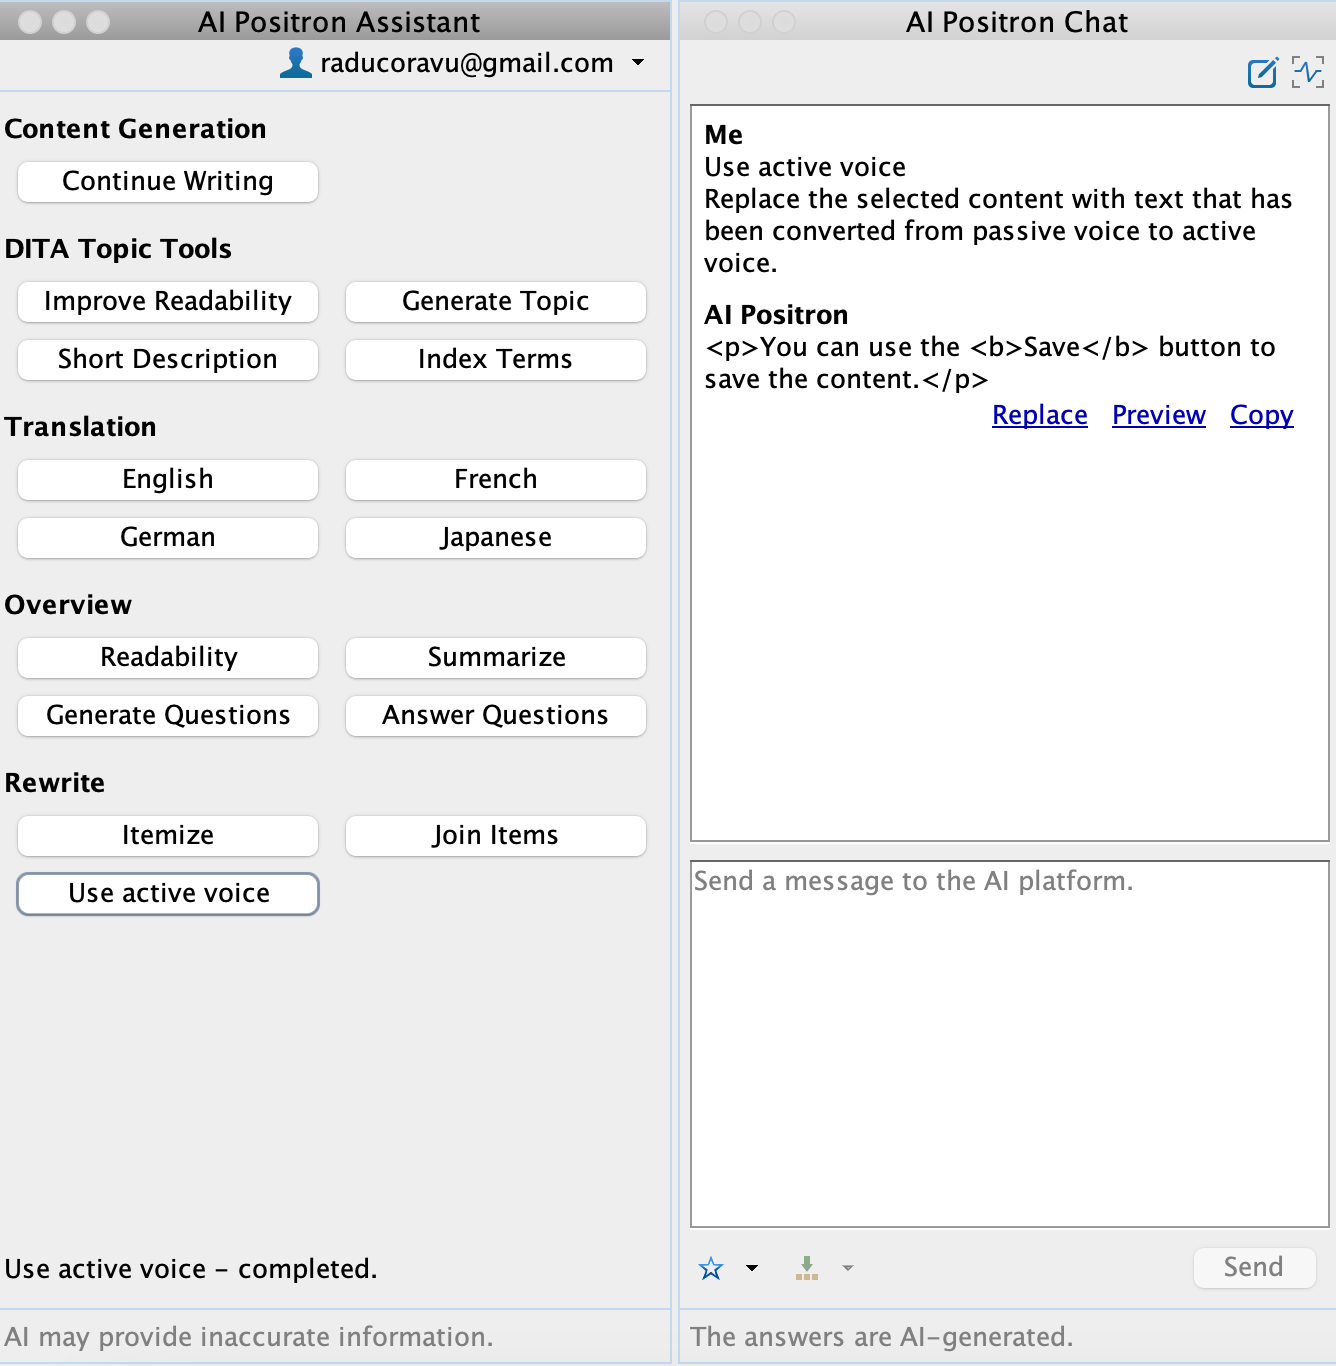 AI Positron Assistant
raducoravu@gmail.com
Content Generation
Continue Writing
DITA Topic Tools
Improve Readability
Generate Topic
Short Description
Index Terms
Translation
English
French
German
Japanese
Overview
Readability
Summarize
Generate Questions
Answer Questions
Rewrite
Itemize
Join Items
Use active voice
Use active voice - completed.
AI may provide inaccurate information.
AI Positron Chat
Me
Use active voice
Replace the selected content with text that has
been converted from passive voice to active
voice.
AI Positron
<p>You can use the <b>Save</b> button to
save the content.</p>
Replace Preview Copy
Send a message to the AI platform.
Send
The answers are AI-generated.